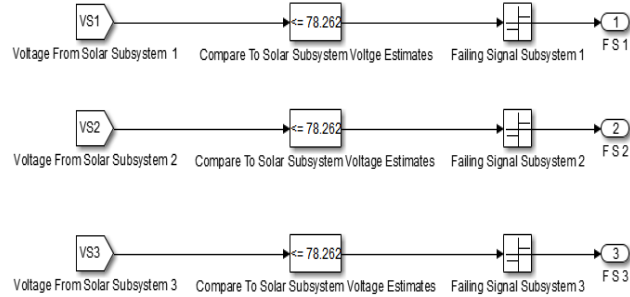 VS1
<= 78.262
1
Voltage From Solar Subsystem 1
Compare To Solar Subsystem Voltge Estimates
Failing Signal Subsystem 1
F S 1
VS2
<= 78.262
2
Voltage From Solar Subsystem 2
Compare To Solar Subsystem Voltage Estimates
Failing Signal Subsystem 2
F S 2
VS3
<= 78.262
3
Voltage From Solar Subsystem 3
Compare To Solar Subsystem Voltage Estimates
Failing Signal Subsystem 3
F S 3